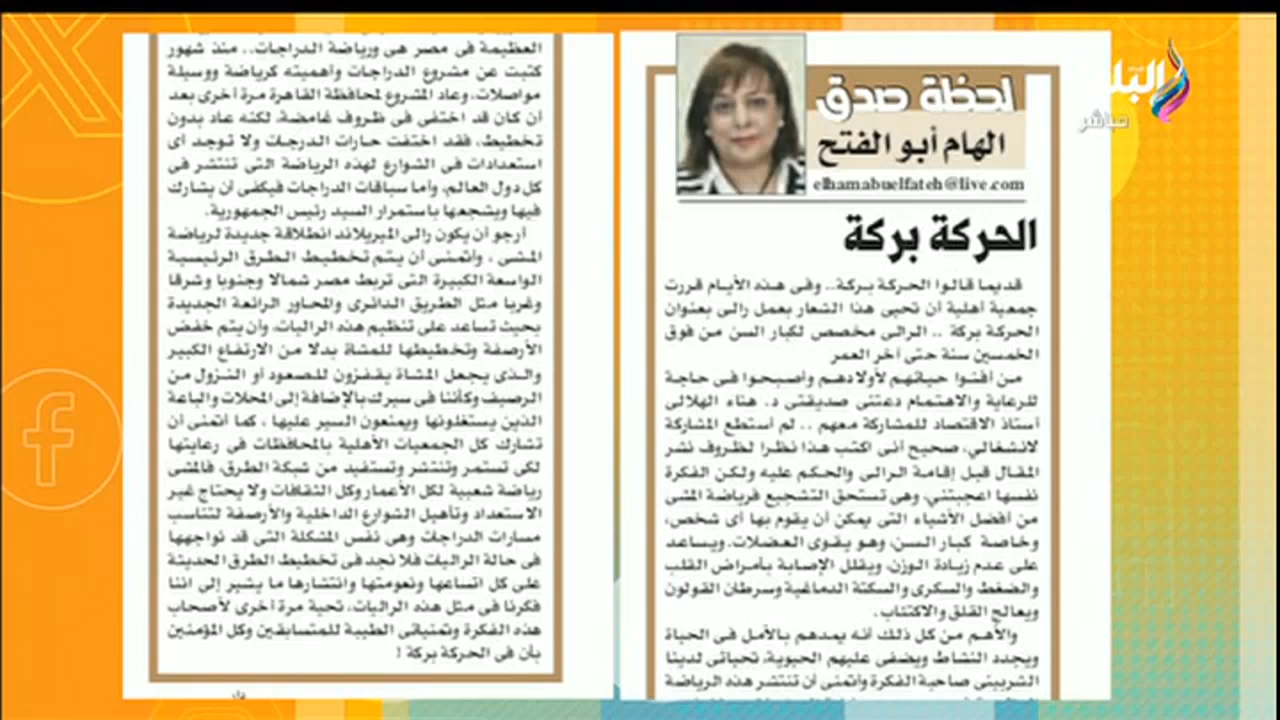 البلد
مباشر
لحظة صدق
الهام أبو الفتح
elhamabuelfateh@live.com
الحركة بركة
قديما قالوا الحركة بركة.. وفى هذه الأيام قررت
جمعية أهلية أن تحيى هذا الشعار بعمل رالى بعنوان
الحركة بركة .. الرالى مخصص لكبار السن من فوق
الخمسين سنة حتى أخر العمر
من أفنوا حياتهم لأولادهم وأصبحوا فى حاجة
للرعاية والاهتمام دعتنى صديقتى د. هناء الهلالى
أستاذ الاقتصاد للمشاركة معهم .. لم أستطع المشاركة
لانشغالي، صحيح أنى اكتب هذا نظرا لظروف نشر
المقال قبل إقامة الرالى والحكم عليه ولكن الفكرة
نفسها اعجبتني، وهى تستحق التشجيع فرياضة المشى
من أفضل الأشياء التى يمكن أن يقوم بها أى شخص،
وخاصة كبار السن، وهو يقوى العضلات، ويساعد
على عدم زيادة الوزن، ويقلل الإصابة بأمراض القلب
والضغط والسكرى والسكتة الدماغية وسرطان القولون
ويعالج القلق والاكتئاب.
والأهم من كل ذلك أنه يمدهم بالأمل فى الحياة
ويجدد النشاط ويضفى عليهم الحيوية، تحياتى لدينا
الشربينى صاحبة الفكرة واتمنى أن تنتشر هذه الرياضة
العظيمة فى مصر هى ورياضة الدراجات.. منذ شهور
كتبت عن مشروع الدراجات وأهميته كرياضة ووسيلة
مواصلات، وعاد المشروع لمحافظة القاهرة مرة أخرى بعد
أن كان قد اختفى فى ظروف غامضة، لكنه عاد بدون
تخطيط، فقد اختفت حارات الدرجات ولا توجد أى
استعدادات فى الشوارع لهذه الرياضة التى تنتشر فى
كل دول العالم، وأما سباقات الدراجات فيكفى أن يشارك
فيها ويشجعها باستمرار السيد رئيس الجمهورية.
أرجو أن يكون رالى الميريلاند انطلاقة جديدة لرياضة
المشى ، وأتمنى أن يتم تخطيط الطرق الرئيسية
الواسعة الكبيرة التى تربط مصر شمالا وجنوبا وشرقا
وغربا مثل الطريق الدائرى والمحاور الرائعة الجديدة
بحيث تساعد على تنظيم هذه الراليات، وأن يتم خفض
الأرصفة وتخطيطها للمشاة بدلا من الارتفاع الكبير
والذى يجعل المشاة يقفزون للصعود أو النزول من
الرصيف وكأننا فى سيرك بالإضافة إلى المحلات والباعة
الذين يستغلونها ويمنعون السير عليها ، كما أتمنى أن
تشارك كل الجمعيات الأهلية بالمحافظات فى رعايتها
لكى تستمر وتنتشر وتستفيد من شبكة الطرق، فالمشى
رياضة شعبية لكل الأعمار وكل الثقافات ولا يحتاج غير
الاستعداد وتأهيل الشوارع الداخلية والأرصفة لتناسب
مسارات الدراجات وهى نفس المشكلة التى قد نواجهها
فى حالة الراليات فلا نجد فى تخطيط الطرق الحديثة
على كل اتساعها ونعومتها وانتشارها ما يشير إلى اننا
فكرنا فى مثل هذه الراليات، تحية مرة أخرى لأصحاب
هذه الفكرة وتمنياتى الطيبة للمتسابقين وكل المؤمنين
بأن فى الحركة بركة !